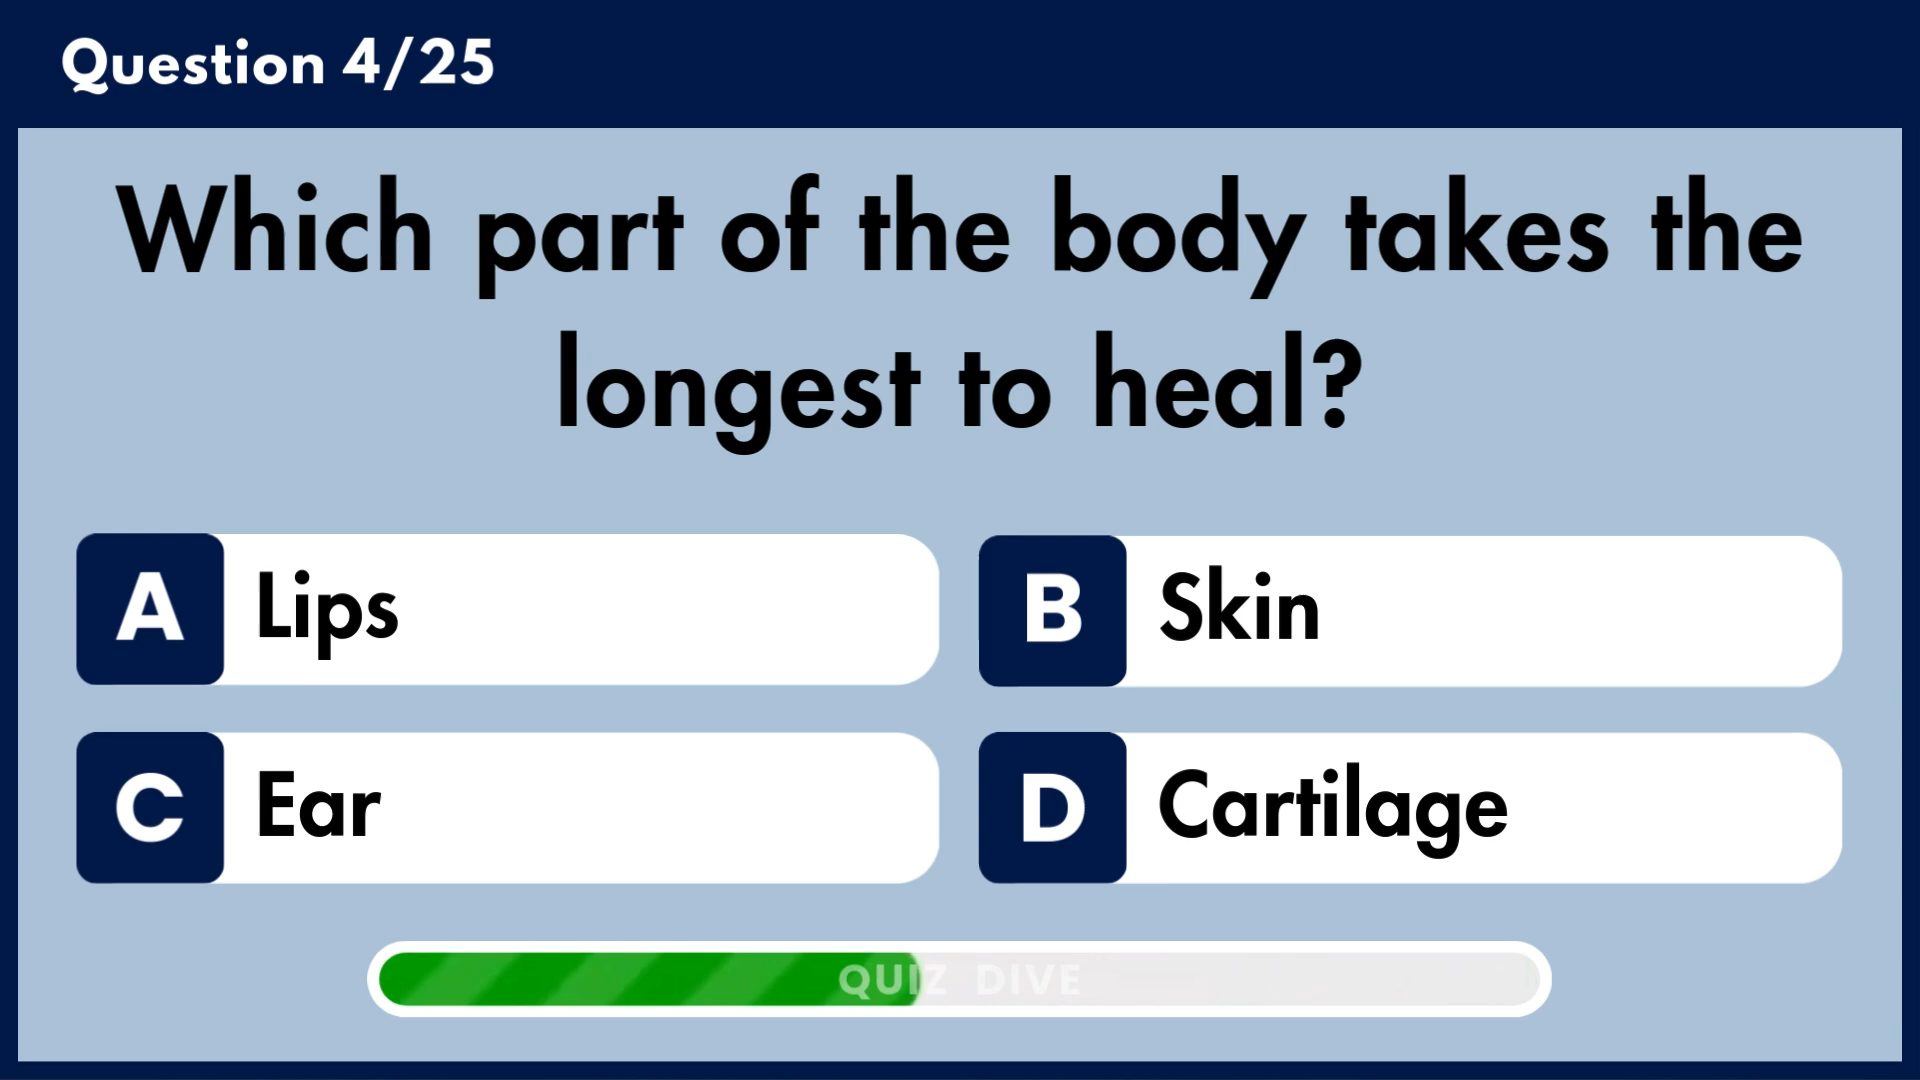 Question 4/25
Which part of the body takes the
longest to heal?
A Lips
B Skin
C Ear
D Cartilage
QUIZ DIVE